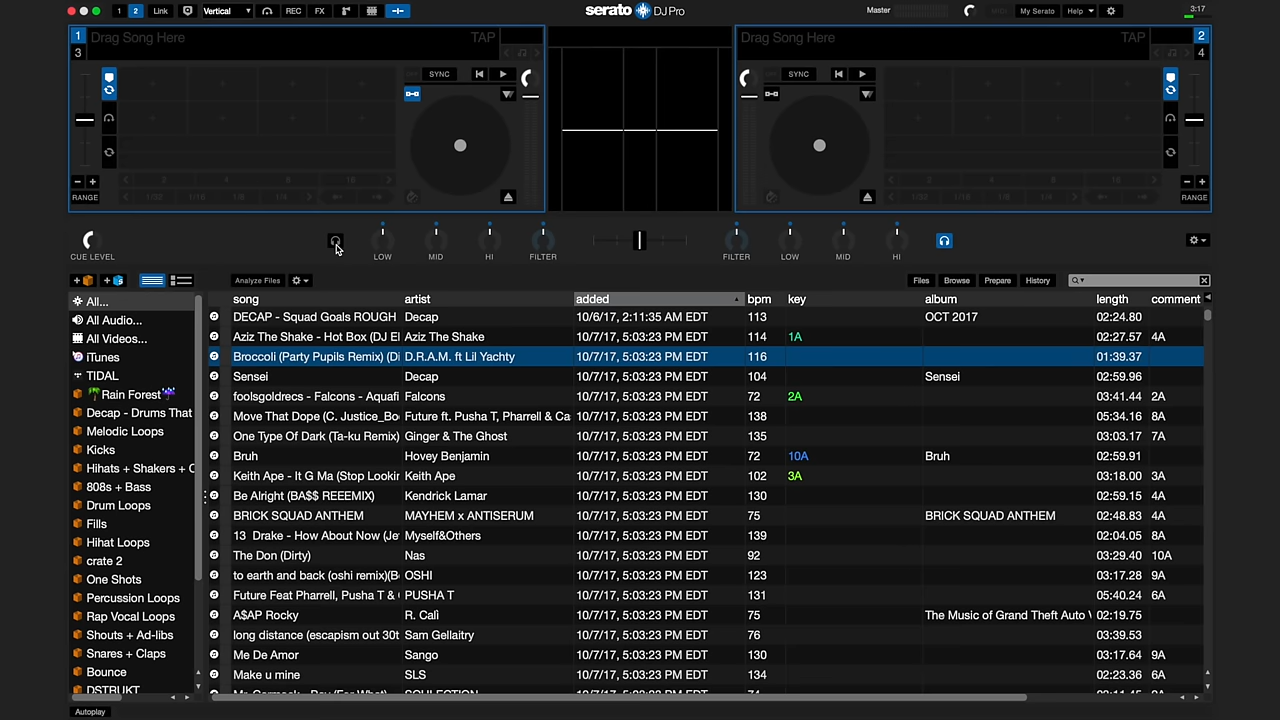 1 2 Link Vertical REC FX serato DJ Pro Master MIDI My Serato Help 3:17
1 Drag Song Here TAP Drag Song Here TAP 2
3 4
SYNC SYNC
RANGE RANGE
CUE LEVEL LOW MID HI FILTER FILTER LOW MID HI
Analyze Files Files Browse Prepare History
All... song artist added bpm key album length comment
DECAP - Squad Goals ROUGH Decap 10/6/17, 2:11:35 AM EDT 113 OCT 2017 02:24.80
All Audio...
Aziz The Shake - Hot Box (DJ El Aziz The Shake 10/7/17, 5:03:23 PM EDT 114 1A 02:27.57 4A
All Videos...
Broccoli (Party Pupils Remix) (Di D.R.A.M. ft Lil Yachty 10/7/17, 5:03:23 PM EDT 116 01:39.37
iTunes
Sensei Decap 10/7/17, 5:03:23 PM EDT 104 Sensei 02:59.96
TIDAL
foolsgoldrecs - Falcons - Aquafi Falcons 10/7/17, 5:03:23 PM EDT 72 2A 03:41.44 2A
🌴Rain Forest☔
Move That Dope (C. Justice_Bo Future ft. Pusha T, Pharrell & Ca 10/7/17, 5:03:23 PM EDT 138 05:34.16 8A
Decap - Drums That
One Type Of Dark (Ta-ku Remix) Ginger & The Ghost 10/7/17, 5:03:23 PM EDT 135 03:03.17 7A
Melodic Loops
Bruh Hovey Benjamin 10/7/17, 5:03:23 PM EDT 72 10A Bruh 02:59.91
Kicks
Keith Ape - It G Ma (Stop Lookin Keith Ape 10/7/17, 5:03:23 PM EDT 102 3A 03:18.00 3A
Hihats + Shakers + C
808s + Bass
Be Alright (BA$$ REEEMIX) Kendrick Lamar 10/7/17, 5:03:23 PM EDT 130 02:59.15 4A
Drum Loops
BRICK SQUAD ANTHEM MAYHEM x ANTISERUM 10/7/17, 5:03:23 PM EDT 75 BRICK SQUAD ANTHEM 02:48.83 4A
Fills
13 Drake - How About Now (Je Myself&Others 10/7/17, 5:03:23 PM EDT 139 02:04.05 8A
Hihat Loops
The Don (Dirty) Nas 10/7/17, 5:03:23 PM EDT 92 03:29.40 10A
crate 2
to earth and back (oshi remix)(B OSHI 10/7/17, 5:03:23 PM EDT 123 03:17.28 9A
One Shots
Future Feat Pharrell, Pusha T & PUSHA T 10/7/17, 5:03:23 PM EDT 131 05:40.24 6A
Percussion Loops
A$AP Rocky R. Calì 10/7/17, 5:03:23 PM EDT 75 The Music of Grand Theft Auto 02:19.75
Rap Vocal Loops
long distance (escapism out 30t Sam Gellaitry 10/7/17, 5:03:23 PM EDT 76 03:39.53
Shouts + Ad-libs
Me De Amor Sango 10/7/17, 5:03:23 PM EDT 130 03:17.64 9A
Snares + Claps
Make u mine SLS 10/7/17, 5:03:23 PM EDT 134 02:23.36 6A
Bounce
DSTRUKT
Autoplay